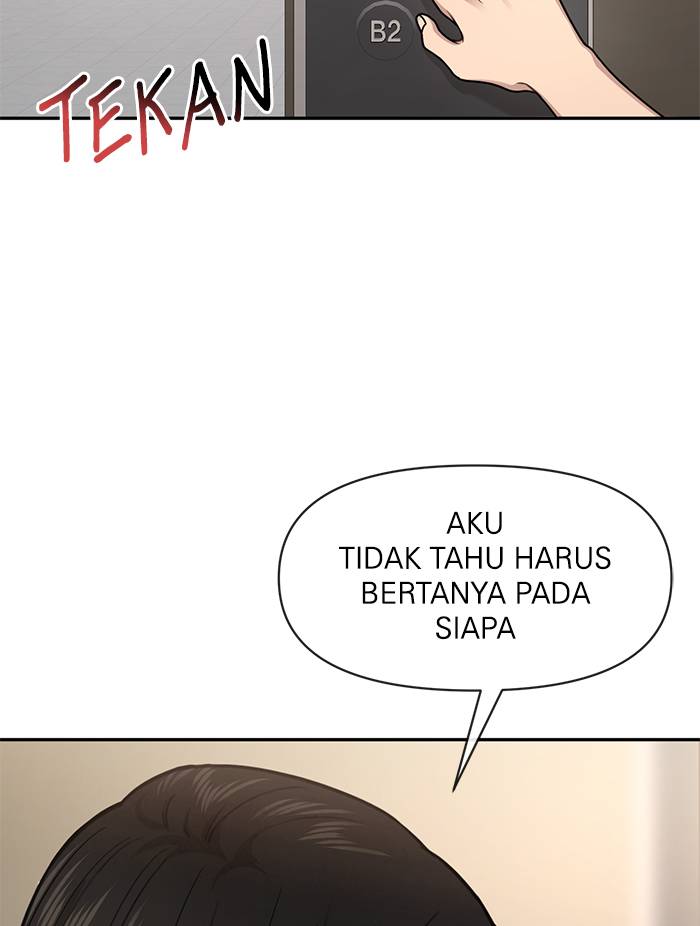 B2
TEKAN
AKU
TIDAK TAHU HARUS
BERTANYA PADA
SIAPA